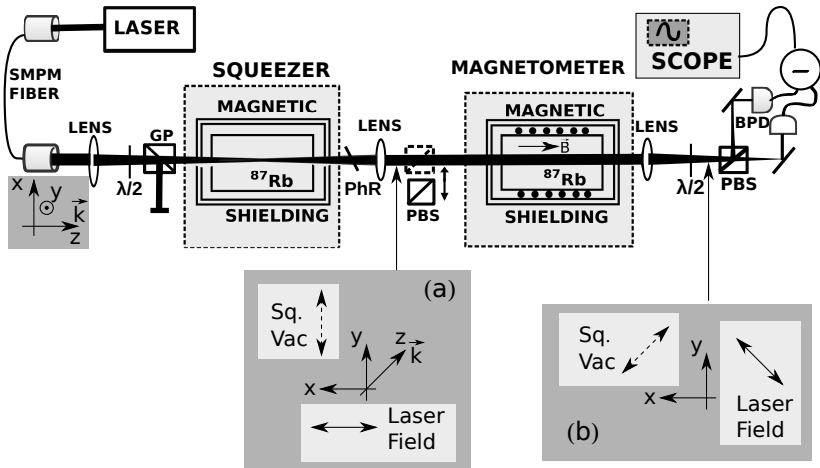 LASER
SMPM
FIBER
LENS
λ/2
GP
SQUEEZER
MAGNETIC
87Rb
SHIELDING
PhR
LENS
PBS
MAGNETOMETER
MAGNETIC
B
87Rb
SHIELDING
LENS
λ/2
PBS
BPD
SCOPE
−
x
y
k
z
(a)
Sq.
Vac
y
z
k
x
Laser
Field
(b)
Sq.
Vac
y
x
Laser
Field